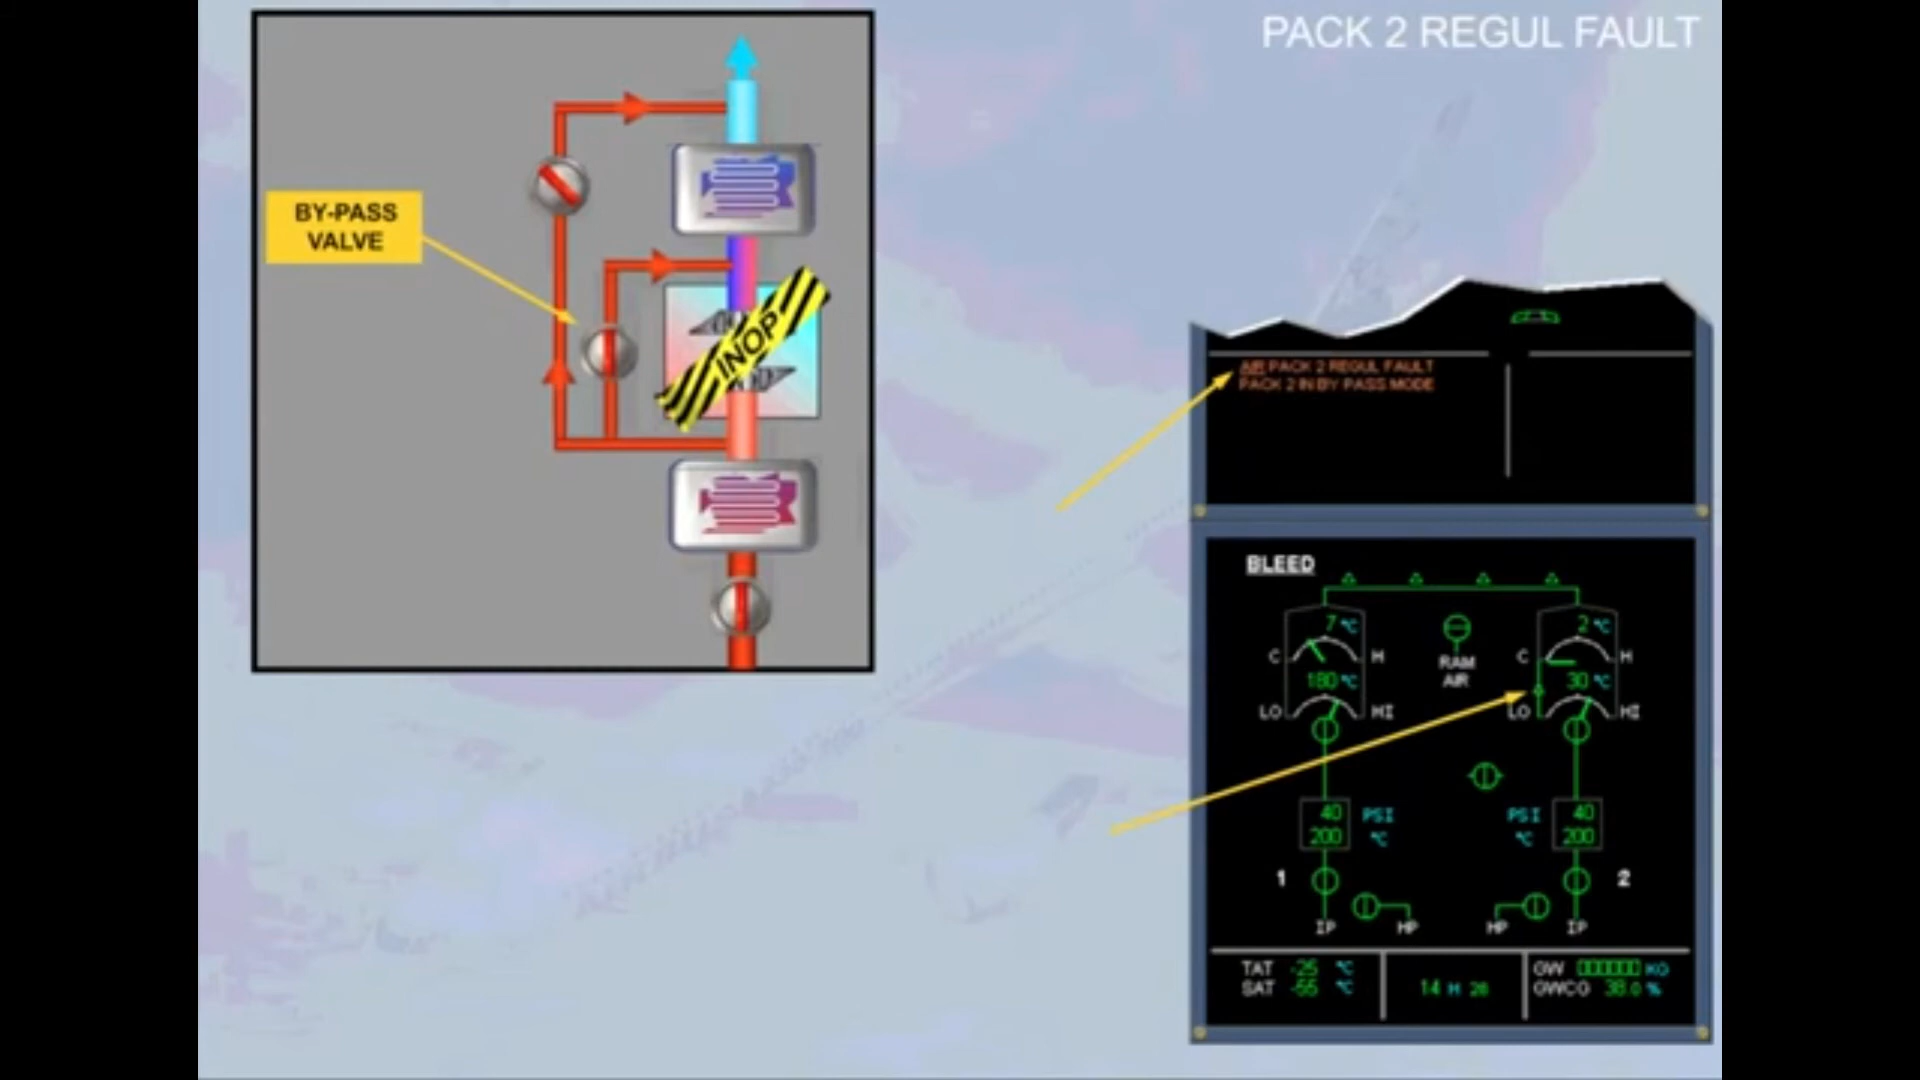 PACK 2 REGUL FAULT
BY-PASS
VALVE
INOP
AIR PACK 2 REGUL FAULT
PACK 2 IN BY PASS MODE
BLEED
7 °C
2 °C
C
H
RAM
AIR
C
H
180 °C
30 °C
LO
HI
LO
HI
40 PSI
PSI 40
200 °C
°C 200
1
2
IP
HP
HP
IP
TAT -25 °C
SAT -55 °C
14 H 26
GW KG
GWCG 38.0 %